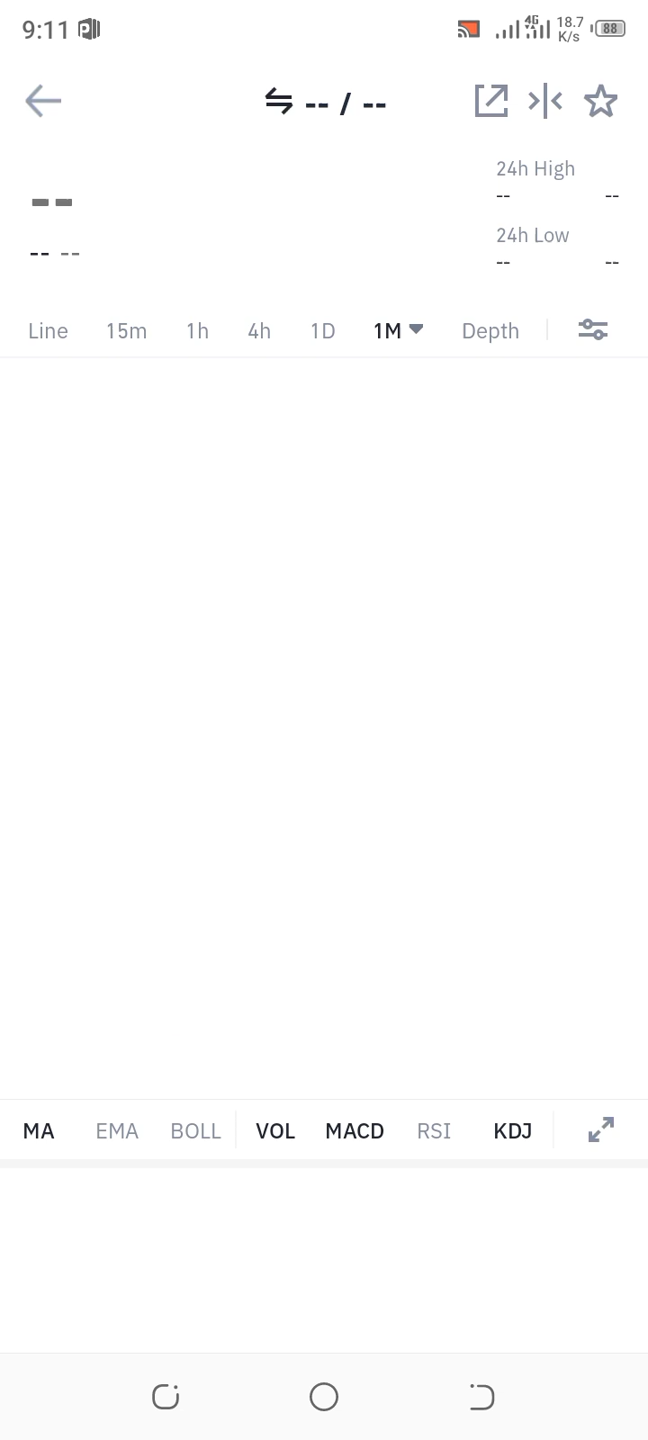 9:11 4G 18.7 K/s 88
-- / --
24h High
-- --
--
24h Low
-- -- -- --
Line 15m 1h 4h 1D 1M Depth
MA EMA BOLL VOL MACD RSI KDJ